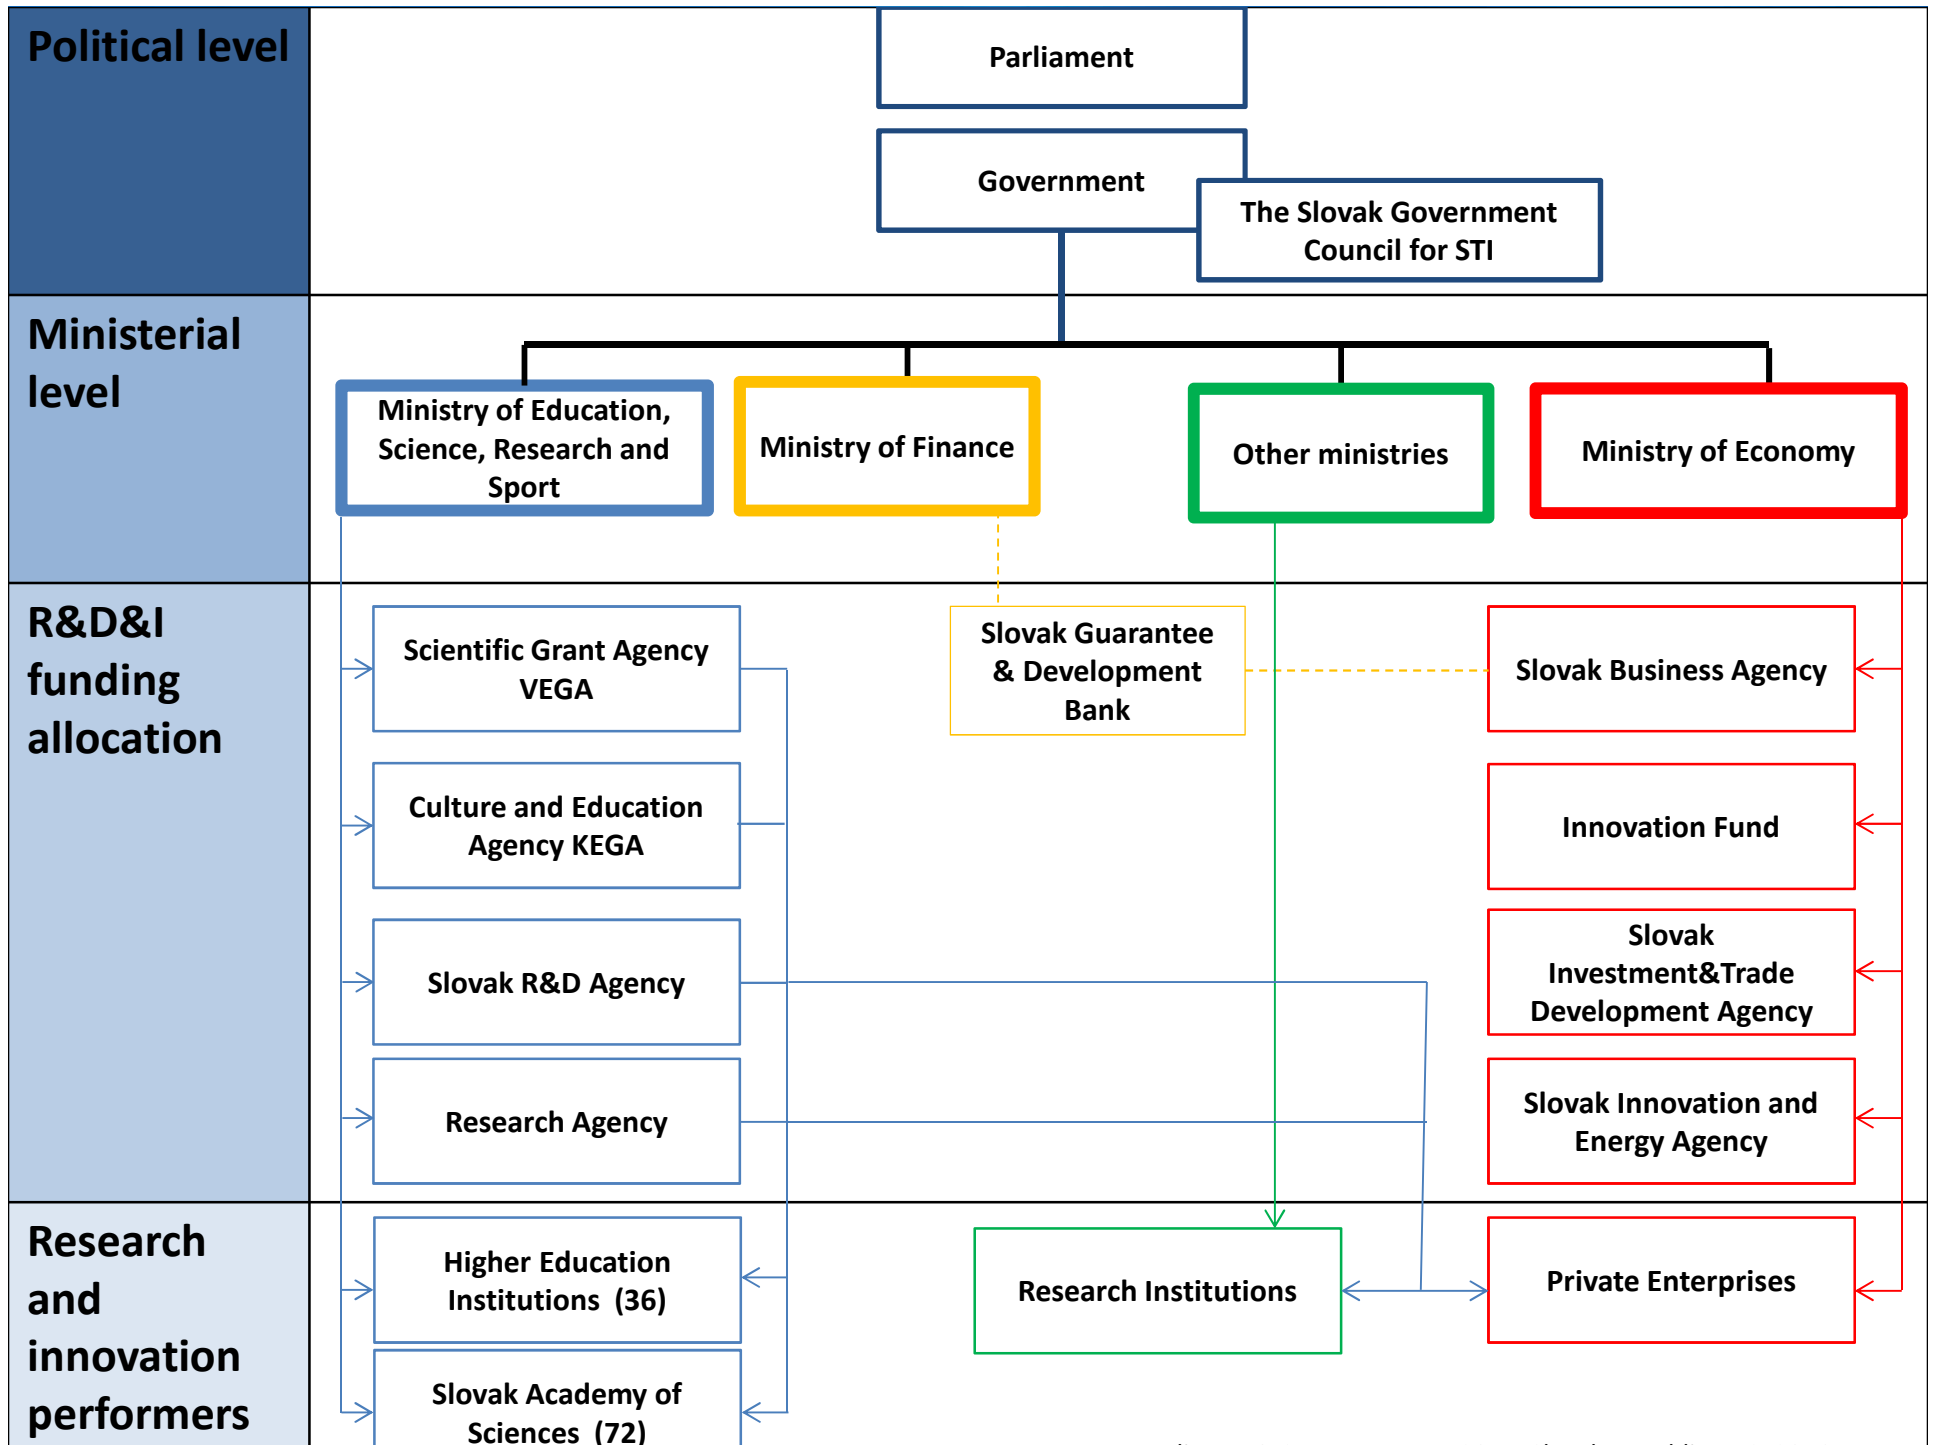 Political level
Parliament
Government
The Slovak Government
Council for STI
Ministerial
level
Ministry of Education,
Science, Research and
Sport
Ministry of Finance
Other ministries
Ministry of Economy
R&D&I
funding
allocation
Scientific Grant Agency
VEGA
Slovak Guarantee
& Development
Bank
Slovak Business Agency
Culture and Education
Agency KEGA
Innovation Fund
Slovak R&D Agency
Slovak
Investment&Trade
Development Agency
Research Agency
Slovak Innovation and
Energy Agency
Research
and
innovation
performers
Higher Education
Institutions  (36)
Research Institutions
Private Enterprises
Slovak Academy of
Sciences  (72)